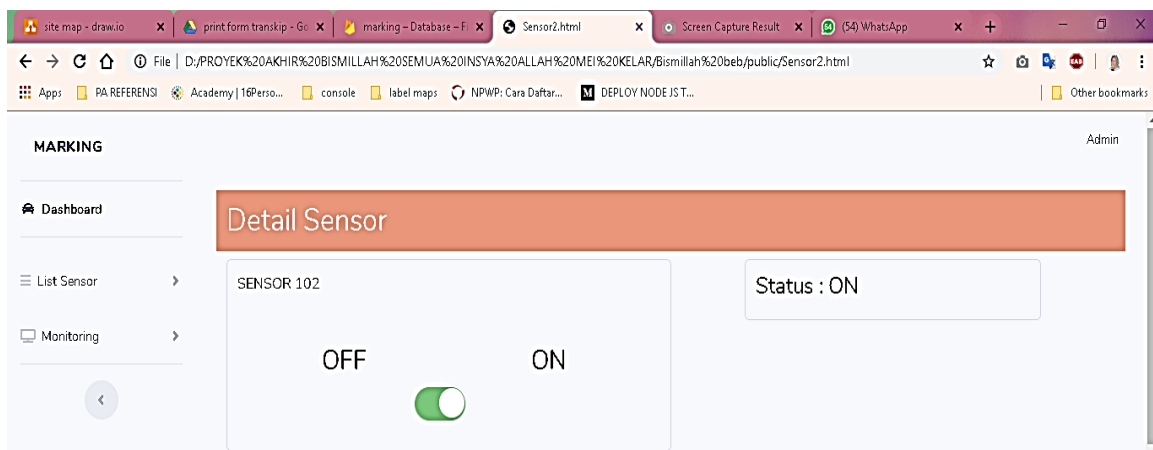 site map - draw.io
print form transkip - Go
marking – Database – Fi
Sensor2.html
Screen Capture Result
(54) WhatsApp
File | D:/PROYEK%20AKHIR%20BISMILLAH%20SEMUA%20INSYA%20ALLAH%20MEI%20KELAR/Bismillah%20beb/public/Sensor2.html
Apps PA REFERENSI Academy | 16Perso... console label maps NPWP: Cara Daftar... DEPLOY NODE JS T... Other bookmarks
MARKING
Admin
Dashboard
Detail Sensor
List Sensor
SENSOR 102
Status : ON
Monitoring
OFF ON